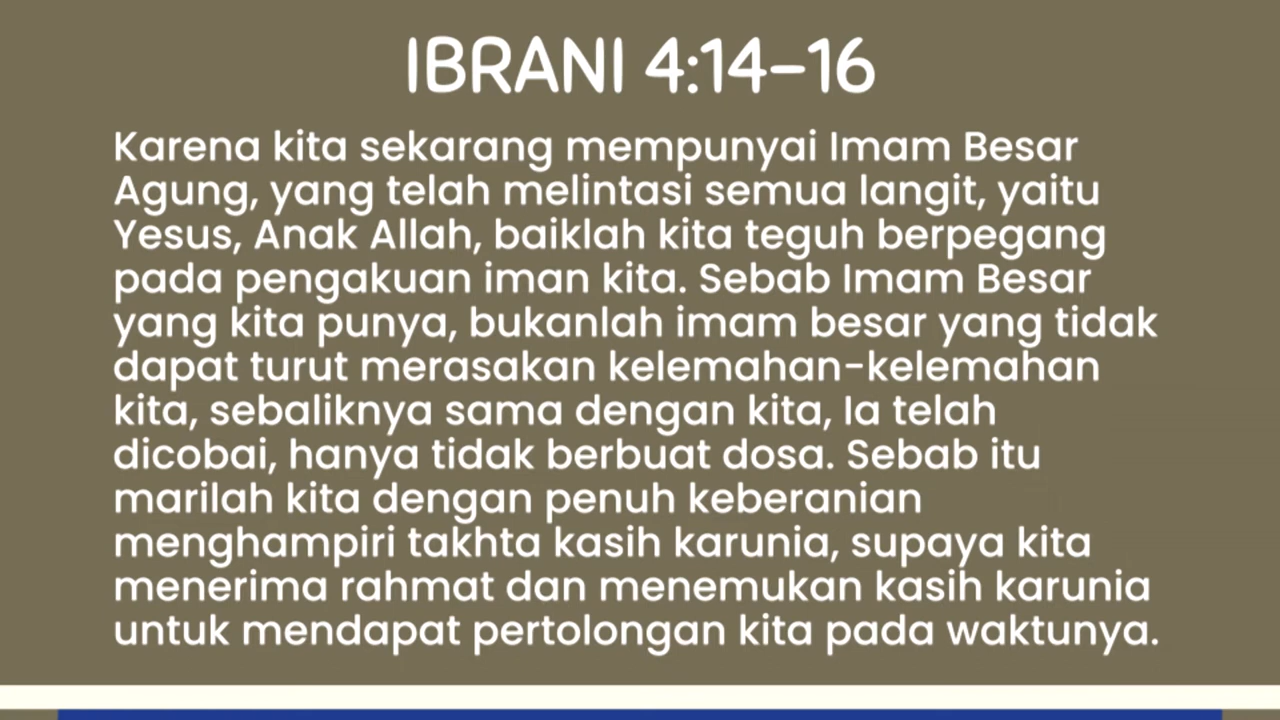 IBRANI 4:14–16
Karena kita sekarang mempunyai Imam Besar
Agung, yang telah melintasi semua langit, yaitu
Yesus, Anak Allah, baiklah kita teguh berpegang
pada pengakuan iman kita. Sebab Imam Besar
yang kita punya, bukanlah imam besar yang tidak
dapat turut merasakan kelemahan-kelemahan
kita, sebaliknya sama dengan kita, Ia telah
dicobai, hanya tidak berbuat dosa. Sebab itu
marilah kita dengan penuh keberanian
menghampiri takhta kasih karunia, supaya kita
menerima rahmat dan menemukan kasih karunia
untuk mendapat pertolongan kita pada waktunya.